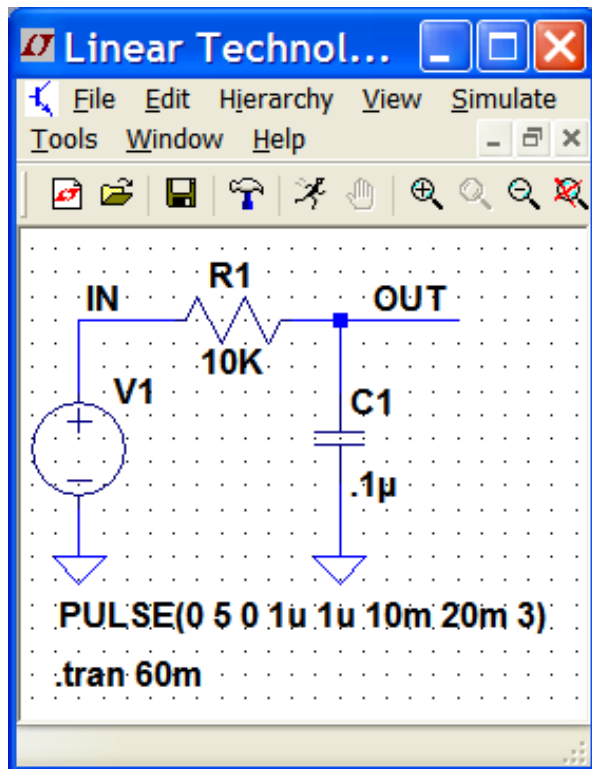 Linear Technol...
File Edit Hierarchy View Simulate
Tools Window Help
R1
IN OUT
10K
V1
C1
+
−
.1µ
PULSE(0 5 0 1u 1u 10m 20m 3)
.tran 60m